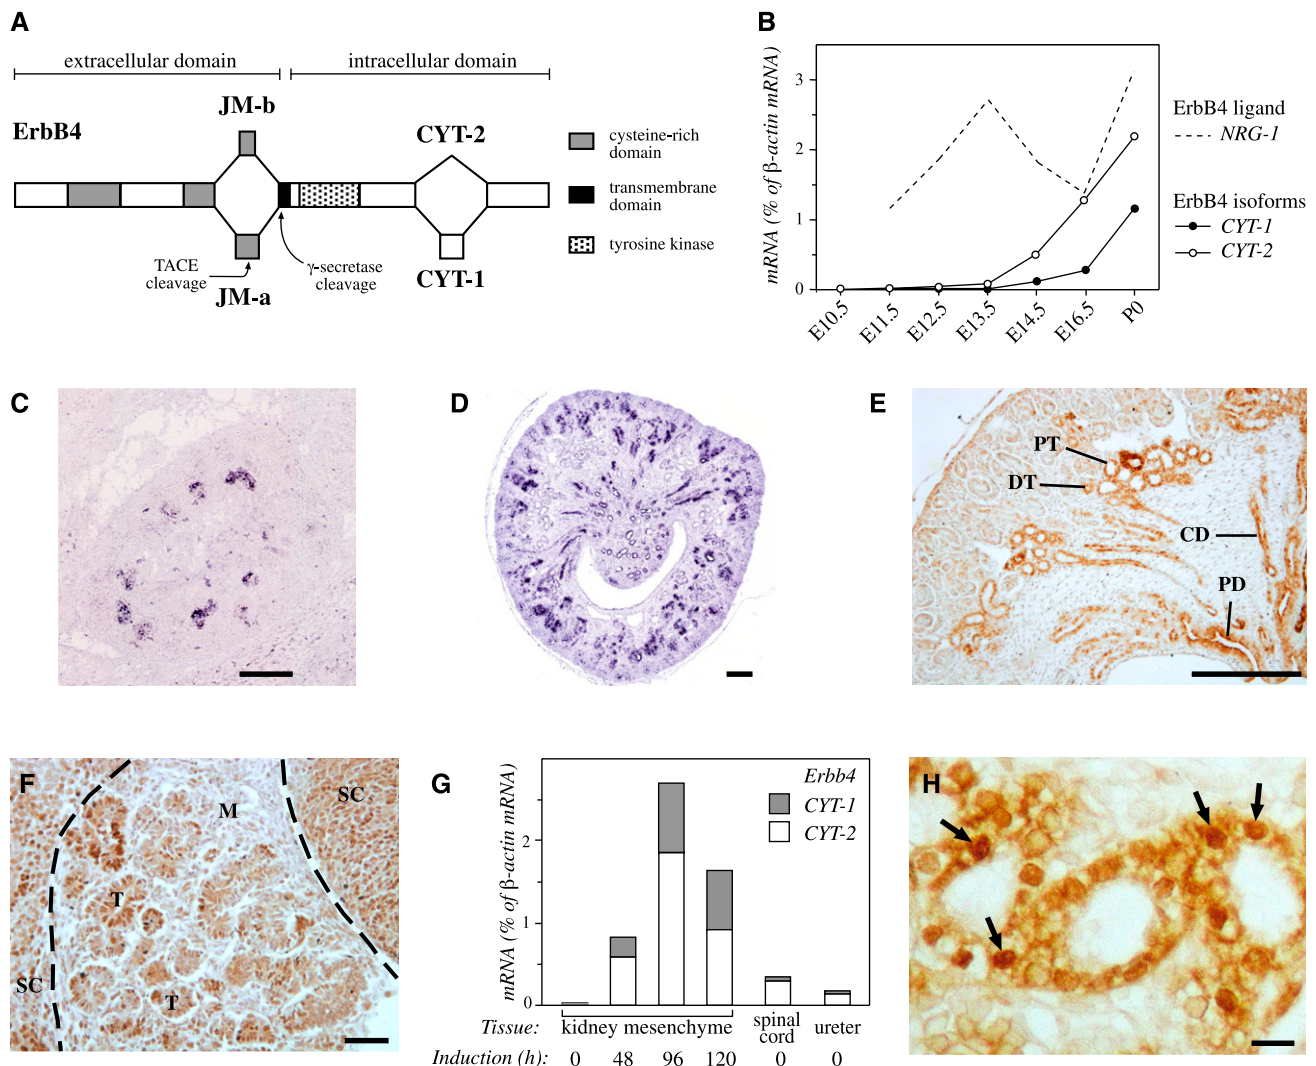 A
extracellular domain
intracellular domain
JM-b
ErbB4
CYT-2
cysteine-rich
domain
transmembrane
domain
tyrosine kinase
TACE
cleavage
JM-a
γ-secretase
cleavage
CYT-1
B
mRNA (% of β-actin mRNA)
3
2
1
0
E10.5
E11.5
E12.5
E13.5
E14.5
E16.5
P0
ErbB4 ligand
NRG-1
ErbB4 isoforms
CYT-1
CYT-2
C
D
E
PT
DT
CD
PD
F
SC
M
T
SC
T
G
mRNA (% of β-actin mRNA)
2
1
0
Erbb4
CYT-1
CYT-2
Tissue: kidney mesenchyme spinal cord ureter
Induction (h): 0 48 96 120 0 0
H